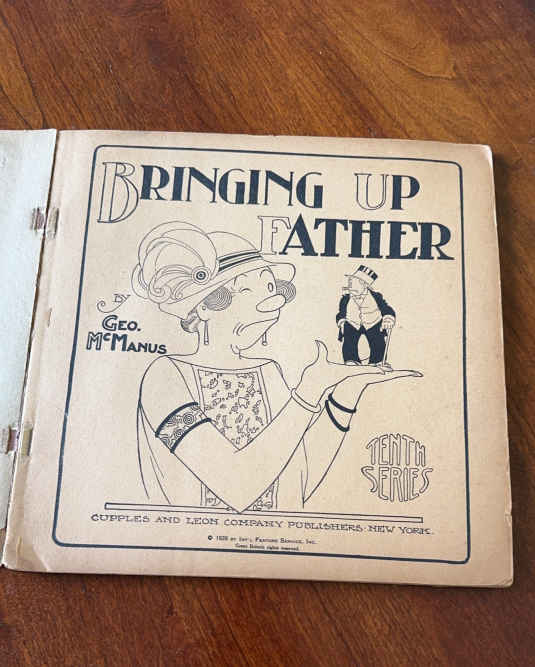 BRINGING UP
FATHER
BY
GEO.
McMANUS
TENTH
SERIES
CUPPLES AND LEON COMPANY PUBLISHERS·NEW YORK.
© 1926 BY INT'L FEATURE SERVICE, INC.
Great Britain rights reserved.